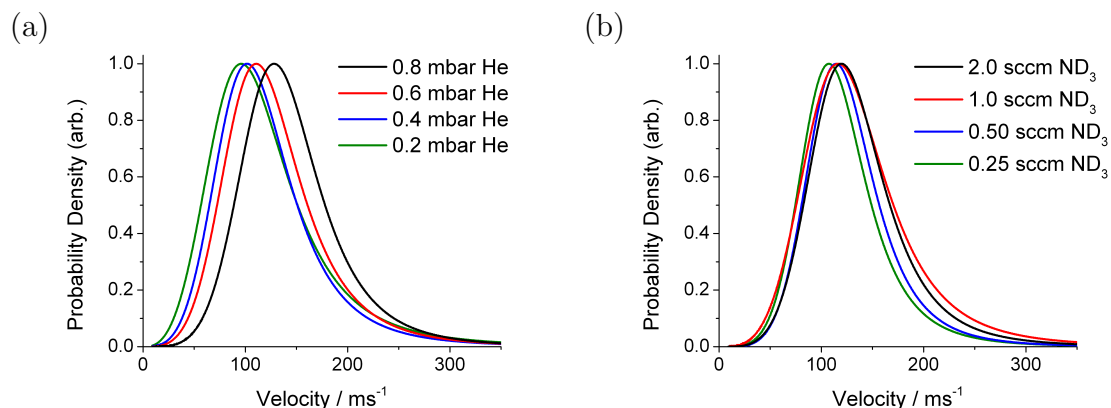 (a)
Probability Density (arb.)
1.0
0.8
0.6
0.4
0.2
0.0
0
100
200
300
Velocity / ms⁻¹
0.8 mbar He
0.6 mbar He
0.4 mbar He
0.2 mbar He
(b)
Probability Density (arb.)
1.0
0.8
0.6
0.4
0.2
0.0
0
100
200
300
Velocity / ms⁻¹
2.0 sccm ND₃
1.0 sccm ND₃
0.50 sccm ND₃
0.25 sccm ND₃